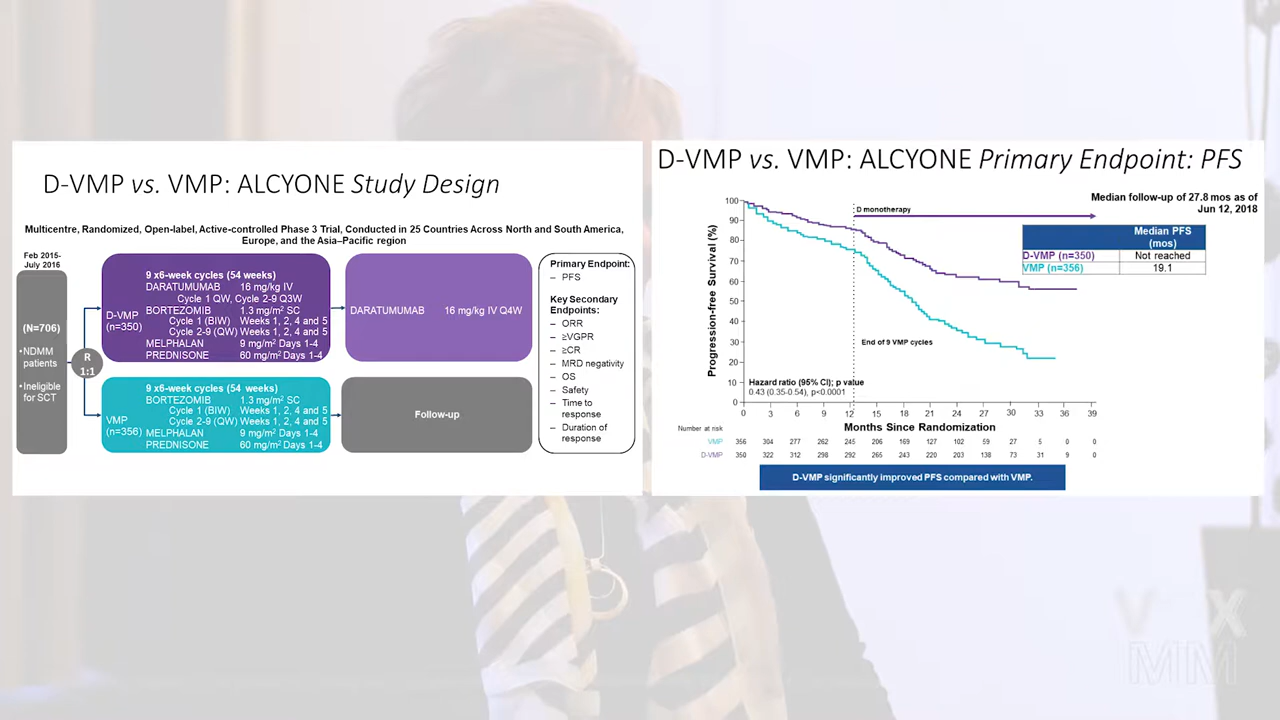 D-VMP vs. VMP: ALCYONE Study Design
Multicentre, Randomized, Open-label, Active-controlled Phase 3 Trial, Conducted in 25 Countries Across North and South America,
Europe, and the Asia–Pacific region
Feb 2015-
July 2016
(N=706)
•NDMM
patients
•Ineligible
for SCT
R
1:1
D-VMP
(n=350)
9 x6-week cycles (54 weeks)
DARATUMUMAB 16 mg/kg IV
Cycle 1 QW, Cycle 2-9 Q3W
BORTEZOMIB 1.3 mg/m² SC
Cycle 1 (BIW) Weeks 1, 2, 4 and 5
Cycle 2-9 (QW) Weeks 1, 2, 4 and 5
MELPHALAN 9 mg/m² Days 1-4
PREDNISONE 60 mg/m² Days 1-4
DARATUMUMAB 16 mg/kg IV Q4W
VMP
(n=356)
9 x6-week cycles (54 weeks)
BORTEZOMIB 1.3 mg/m² SC
Cycle 1 (BIW) Weeks 1, 2, 4 and 5
Cycle 2-9 (QW) Weeks 1, 2, 4 and 5
MELPHALAN 9 mg/m² Days 1-4
PREDNISONE 60 mg/m² Days 1-4
Follow-up
Primary Endpoint:
– PFS
Key Secondary
Endpoints:
– ORR
– ≥VGPR
– ≥CR
– MRD negativity
– OS
– Safety
– Time to
response
– Duration of
response
D-VMP vs. VMP: ALCYONE Primary Endpoint: PFS
Median follow-up of 27.8 mos as of
Jun 12, 2018
Median PFS
(mos)
D-VMP (n=350) Not reached
VMP (n=356) 19.1
Progression-free Survival (%)
100
90
80
70
60
50
40
30
20
10
0
D monotherapy
End of 9 VMP cycles
Hazard ratio (95% CI); p value
0.43 (0.35-0.54), p<0.0001
0 3 6 9 12 15 18 21 24 27 30 33 36 39
Months Since Randomization
Number at risk
VMP 356 304 277 262 245 206 169 127 102 59 27 5 0 0
D-VMP 350 322 312 298 292 265 243 220 203 138 73 31 9 0
D-VMP significantly improved PFS compared with VMP.
MM